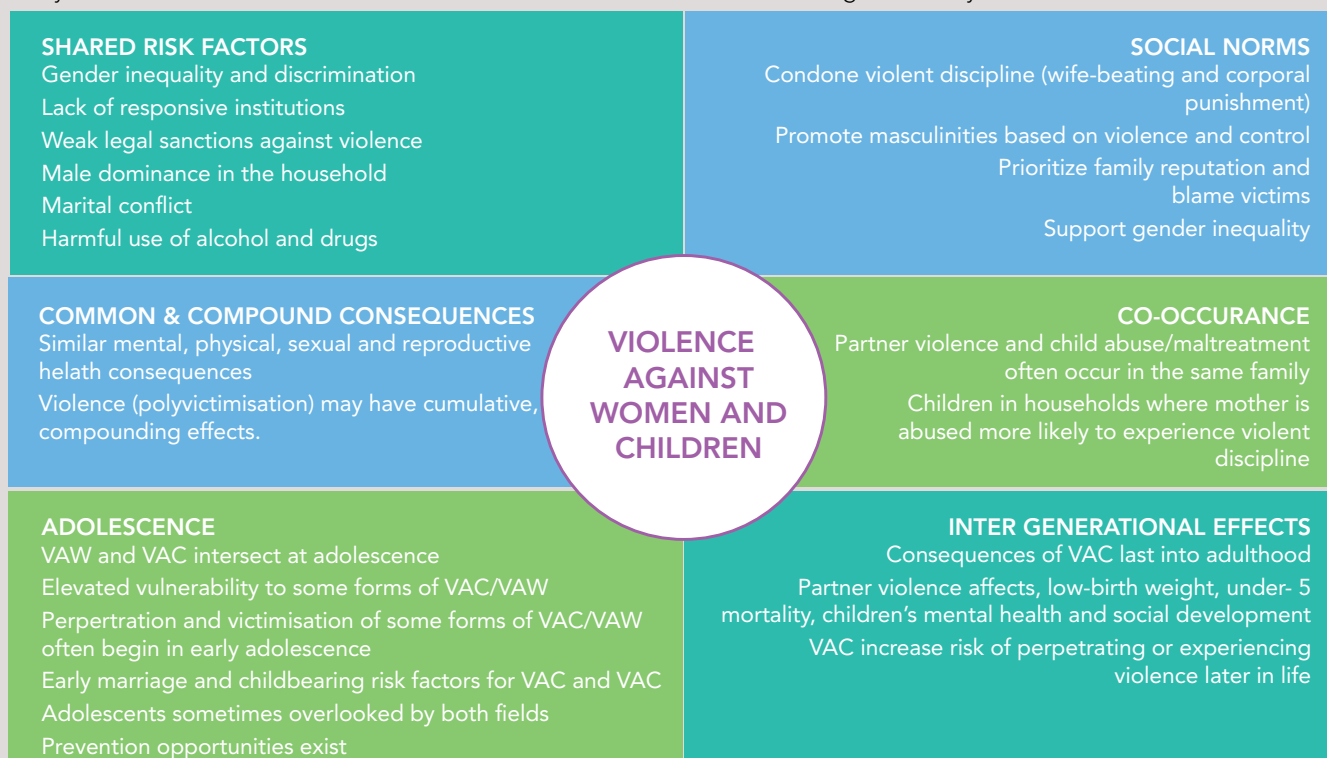 SHARED RISK FACTORS
Gender inequality and discrimination
Lack of responsive institutions
Weak legal sanctions against violence
Male dominance in the household
Marital conflict
Harmful use of alcohol and drugs
SOCIAL NORMS
Condone violent discipline (wife-beating and corporal
punishment)
Promote masculinities based on violence and control
Prioritize family reputation and
blame victims
Support gender inequality
COMMON & COMPOUND CONSEQUENCES
Similar mental, physical, sexual and reproductive
helath consequences
Violence (polyvictimisation) may have cumulative,
compounding effects.
VIOLENCE
AGAINST
WOMEN AND
CHILDREN
CO-OCCURANCE
Partner violence and child abuse/maltreatment
often occur in the same family
Children in households where mother is
abused more likely to experience violent
discipline
ADOLESCENCE
VAW and VAC intersect at adolescence
Elevated vulnerability to some forms of VAC/VAW
Perpertration and victimisation of some forms of VAC/VAW
often begin in early adolescence
Early marriage and childbearing risk factors for VAC and VAC
Adolescents sometimes overlooked by both fields
Prevention opportunities exist
INTER GENERATIONAL EFFECTS
Consequences of VAC last into adulthood
Partner violence affects, low-birth weight, under- 5
mortality, children's mental health and social development
VAC increase risk of perpetrating or experiencing
violence later in life